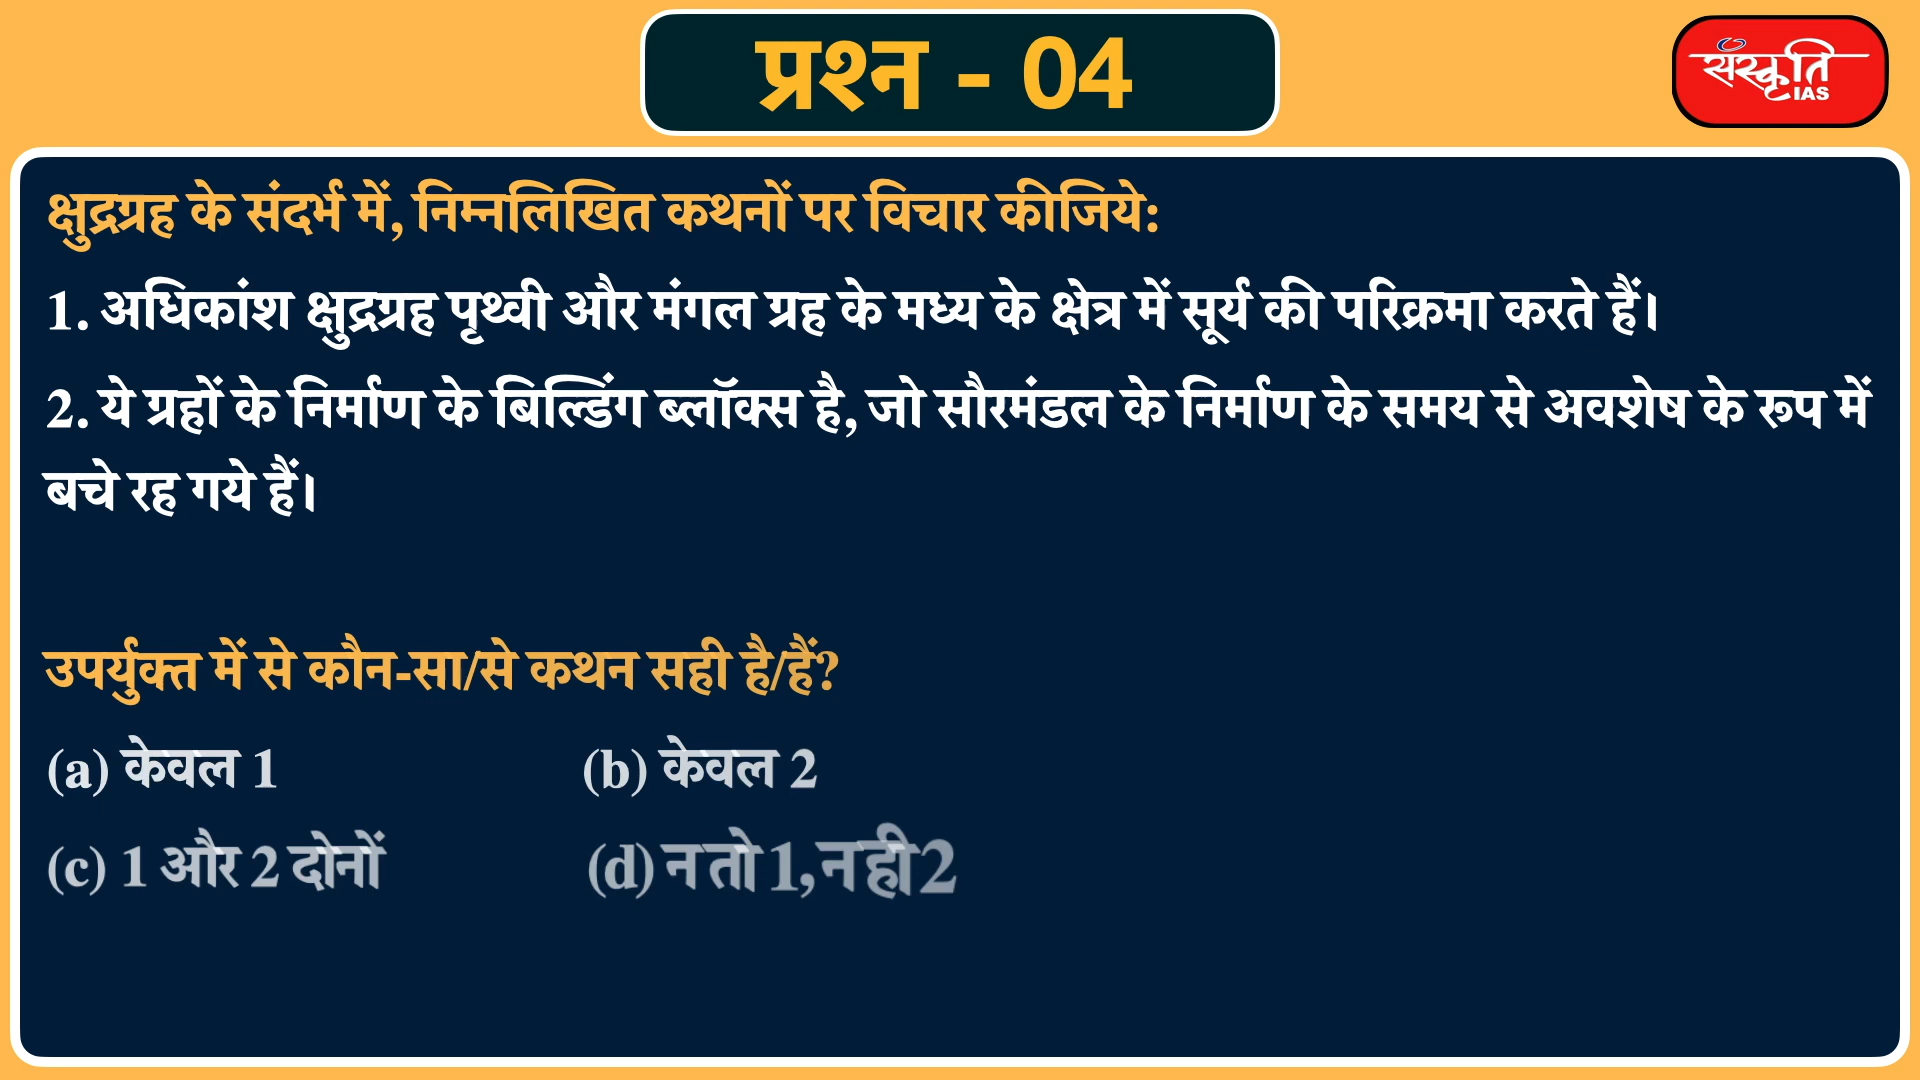 प्रश्न - 04
संस्कृति
IAS
क्षुद्रग्रह के संदर्भ में, निम्नलिखित कथनों पर विचार कीजिये:
1. अधिकांश क्षुद्रग्रह पृथ्वी और मंगल ग्रह के मध्य के क्षेत्र में सूर्य की परिक्रमा करते हैं।
2. ये ग्रहों के निर्माण के बिल्डिंग ब्लॉक्स है, जो सौरमंडल के निर्माण के समय से अवशेष के रूप में
बचे रह गये हैं।
उपर्युक्त में से कौन-सा/से कथन सही है/हैं?
(a) केवल 1 (b) केवल 2
(c) 1 और 2 दोनों (d) न तो 1, न ही 2